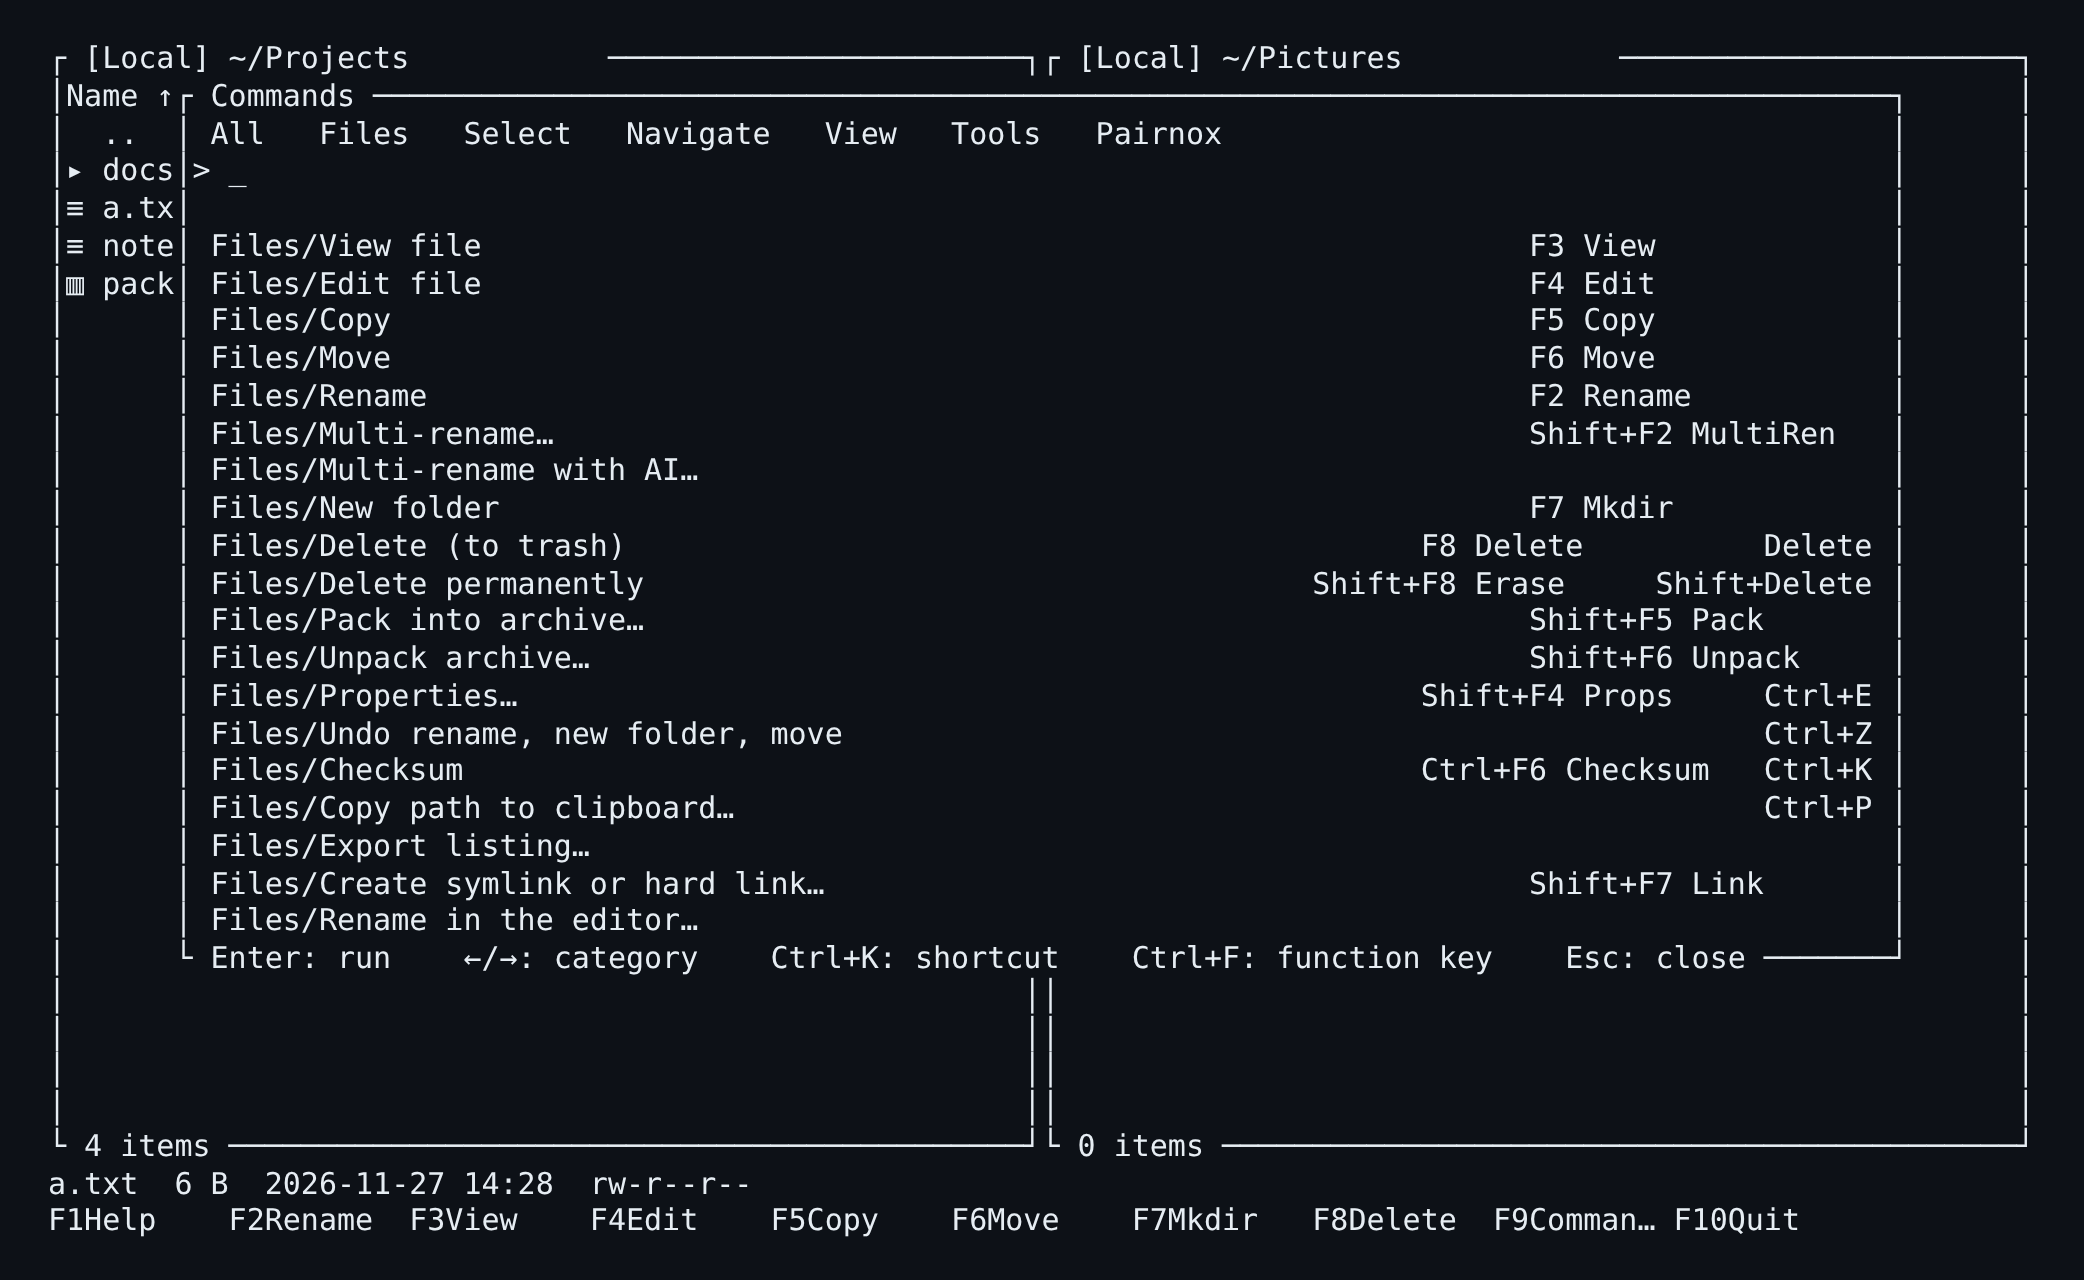 [Local] ~/Projects [Local] ~/Pictures
Name ↑ Commands
.. All Files Select Navigate View Tools Pairnox
▸ docs > _
≡ a.tx
≡ note Files/View file F3 View
▥ pack Files/Edit file F4 Edit
Files/Copy F5 Copy
Files/Move F6 Move
Files/Rename F2 Rename
Files/Multi-rename… Shift+F2 MultiRen
Files/Multi-rename with AI…
Files/New folder F7 Mkdir
Files/Delete (to trash) F8 Delete Delete
Files/Delete permanently Shift+F8 Erase Shift+Delete
Files/Pack into archive… Shift+F5 Pack
Files/Unpack archive… Shift+F6 Unpack
Files/Properties… Shift+F4 Props Ctrl+E
Files/Undo rename, new folder, move Ctrl+Z
Files/Checksum Ctrl+F6 Checksum Ctrl+K
Files/Copy path to clipboard… Ctrl+P
Files/Export listing…
Files/Create symlink or hard link… Shift+F7 Link
Files/Rename in the editor…
Enter: run ←/→: category Ctrl+K: shortcut Ctrl+F: function key Esc: close
4 items 0 items
a.txt 6 B 2026-11-27 14:28 rw-r--r--
F1Help F2Rename F3View F4Edit F5Copy F6Move F7Mkdir F8Delete F9Comman… F10Quit